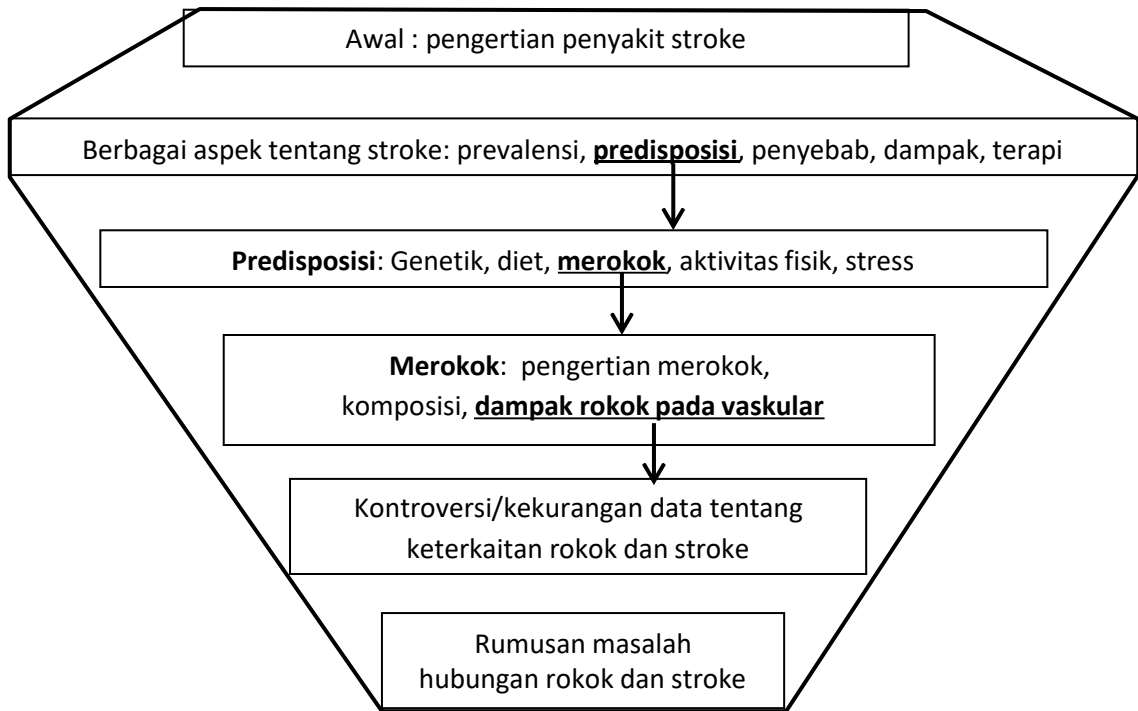 Awal : pengertian penyakit stroke
Berbagai aspek tentang stroke: prevalensi, predisposisi, penyebab, dampak, terapi
Predisposisi: Genetik, diet, merokok, aktivitas fisik, stress
Merokok: pengertian merokok,
komposisi, dampak rokok pada vaskular
Kontroversi/kekurangan data tentang
keterkaitan rokok dan stroke
Rumusan masalah
hubungan rokok dan stroke